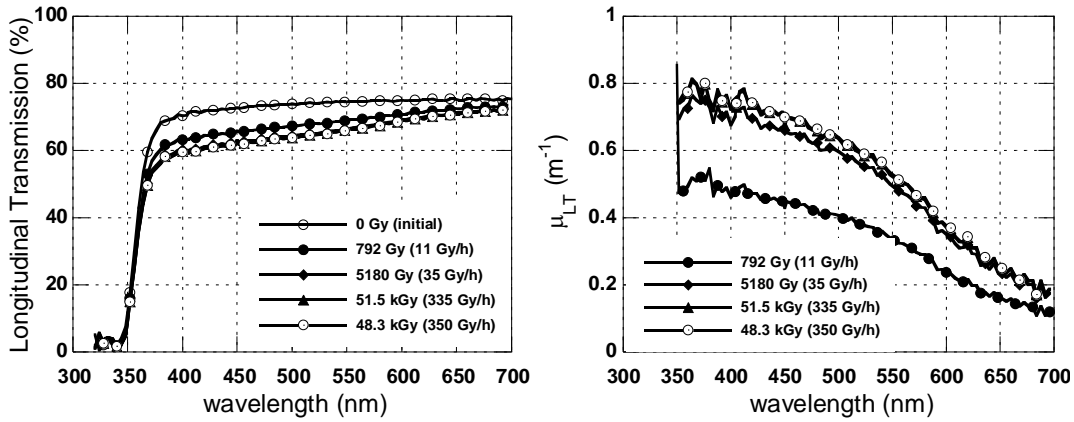 Longitudinal Transmission (%)
100
80
60
40
20
0
300 350 400 450 500 550 600 650 700
wavelength (nm)
0 Gy (initial)
792 Gy (11 Gy/h)
5180 Gy (35 Gy/h)
51.5 kGy (335 Gy/h)
48.3 kGy (350 Gy/h)
μLT (m-1)
1
0.8
0.6
0.4
0.2
0
300 350 400 450 500 550 600 650 700
wavelength (nm)
792 Gy (11 Gy/h)
5180 Gy (35 Gy/h)
51.5 kGy (335 Gy/h)
48.3 kGy (350 Gy/h)